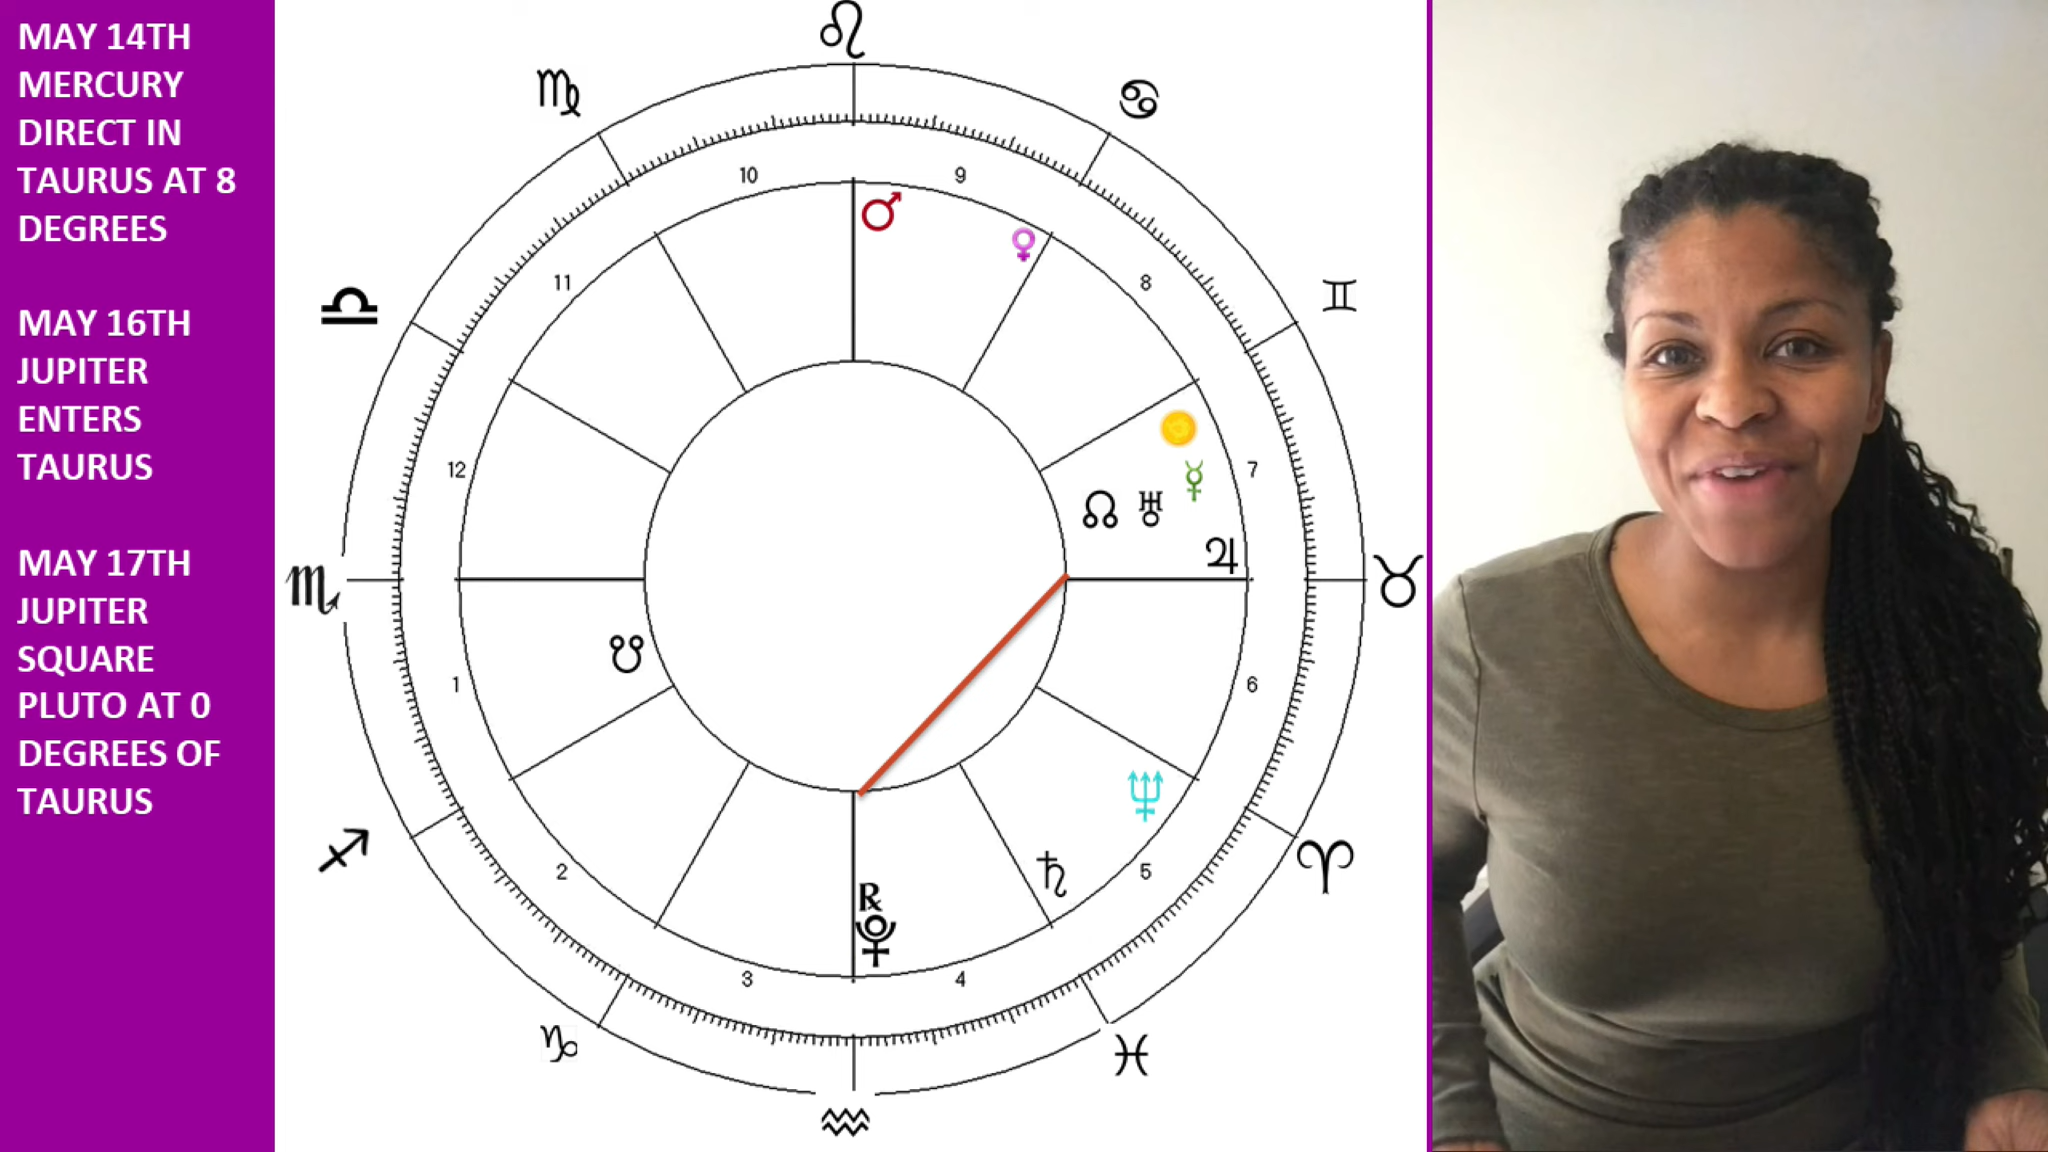 MAY 14TH
MERCURY
DIRECT IN
TAURUS AT 8
DEGREES
MAY 16TH
JUPITER
ENTERS
TAURUS
MAY 17TH
JUPITER
SQUARE
PLUTO AT 0
DEGREES OF
TAURUS
♌
♍
♋
10
9
♂
♀
11
8
♎
♊
☉
12
7
☿
☊
♅
♃
♏
♉
☋
1
6
♆
♐
♈
2
♄
5
℞
♇
3
4
♑
♓
♒